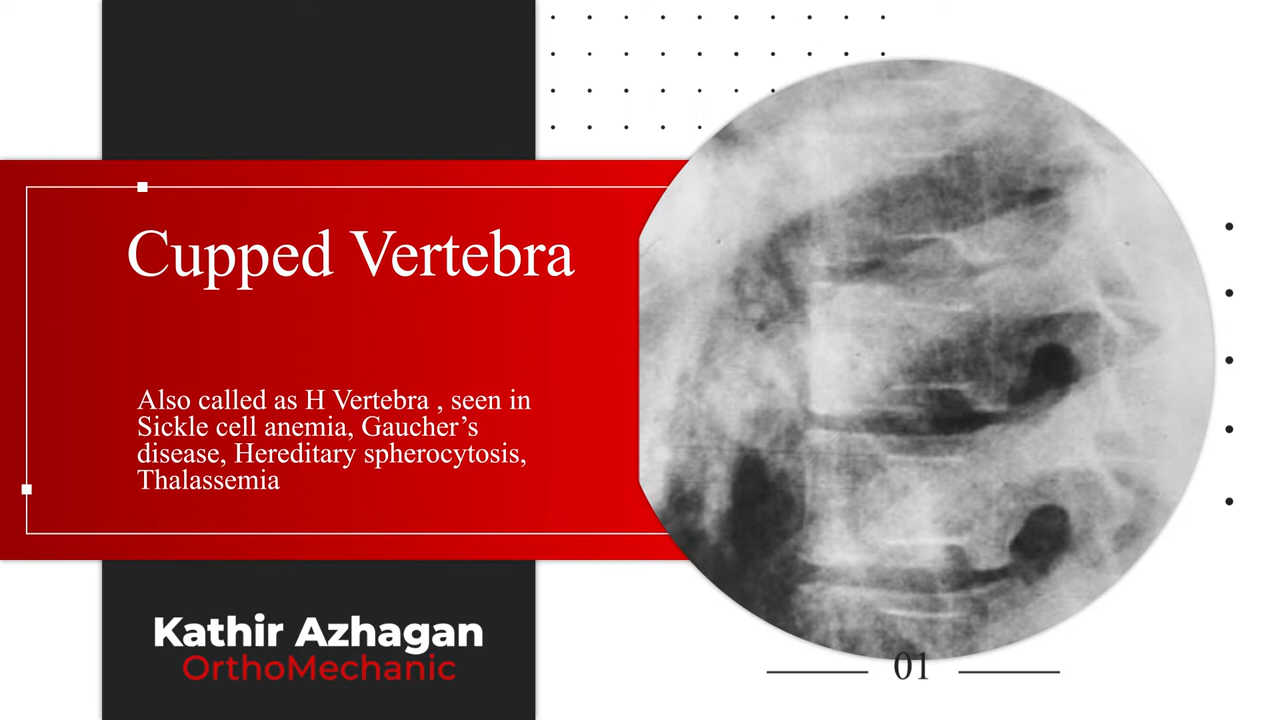 Cupped Vertebra
Also called as H Vertebra , seen in
Sickle cell anemia, Gaucher’s
disease, Hereditary spherocytosis,
Thalassemia
Kathir Azhagan
OrthoMechanic
01